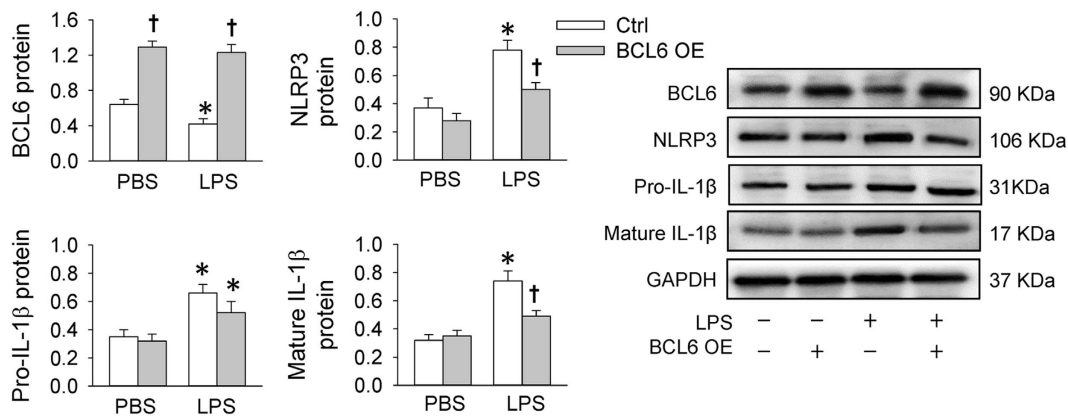 BCL6 protein
1.6
1.2
0.8
0.4
0.0
†
†
*
PBS
LPS
NLRP3
protein
1.0
0.8
0.6
0.4
0.2
0.0
*
†
PBS
LPS
Ctrl
BCL6 OE
Pro-IL-1β protein
1.0
0.8
0.6
0.4
0.2
0.0
*
*
PBS
LPS
Mature IL-1β
protein
1.0
0.8
0.6
0.4
0.2
0.0
*
†
PBS
LPS
BCL6 90 KDa
NLRP3 106 KDa
Pro-IL-1β 31KDa
Mature IL-1β 17 KDa
GAPDH 37 KDa
LPS − − + +
BCL6 OE − + − +